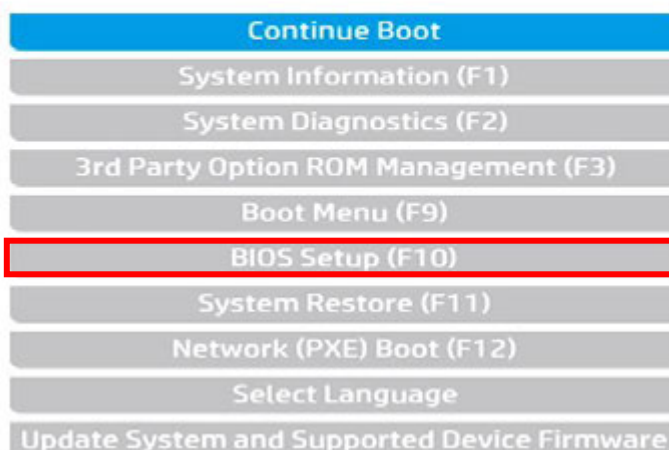 Continue Boot
System Information (F1)
System Diagnostics (F2)
3rd Party Option ROM Management (F3)
Boot Menu (F9)
BIOS Setup (F10)
System Restore (F11)
Network (PXE) Boot (F12)
Select Language
Update System and Supported Device Firmware